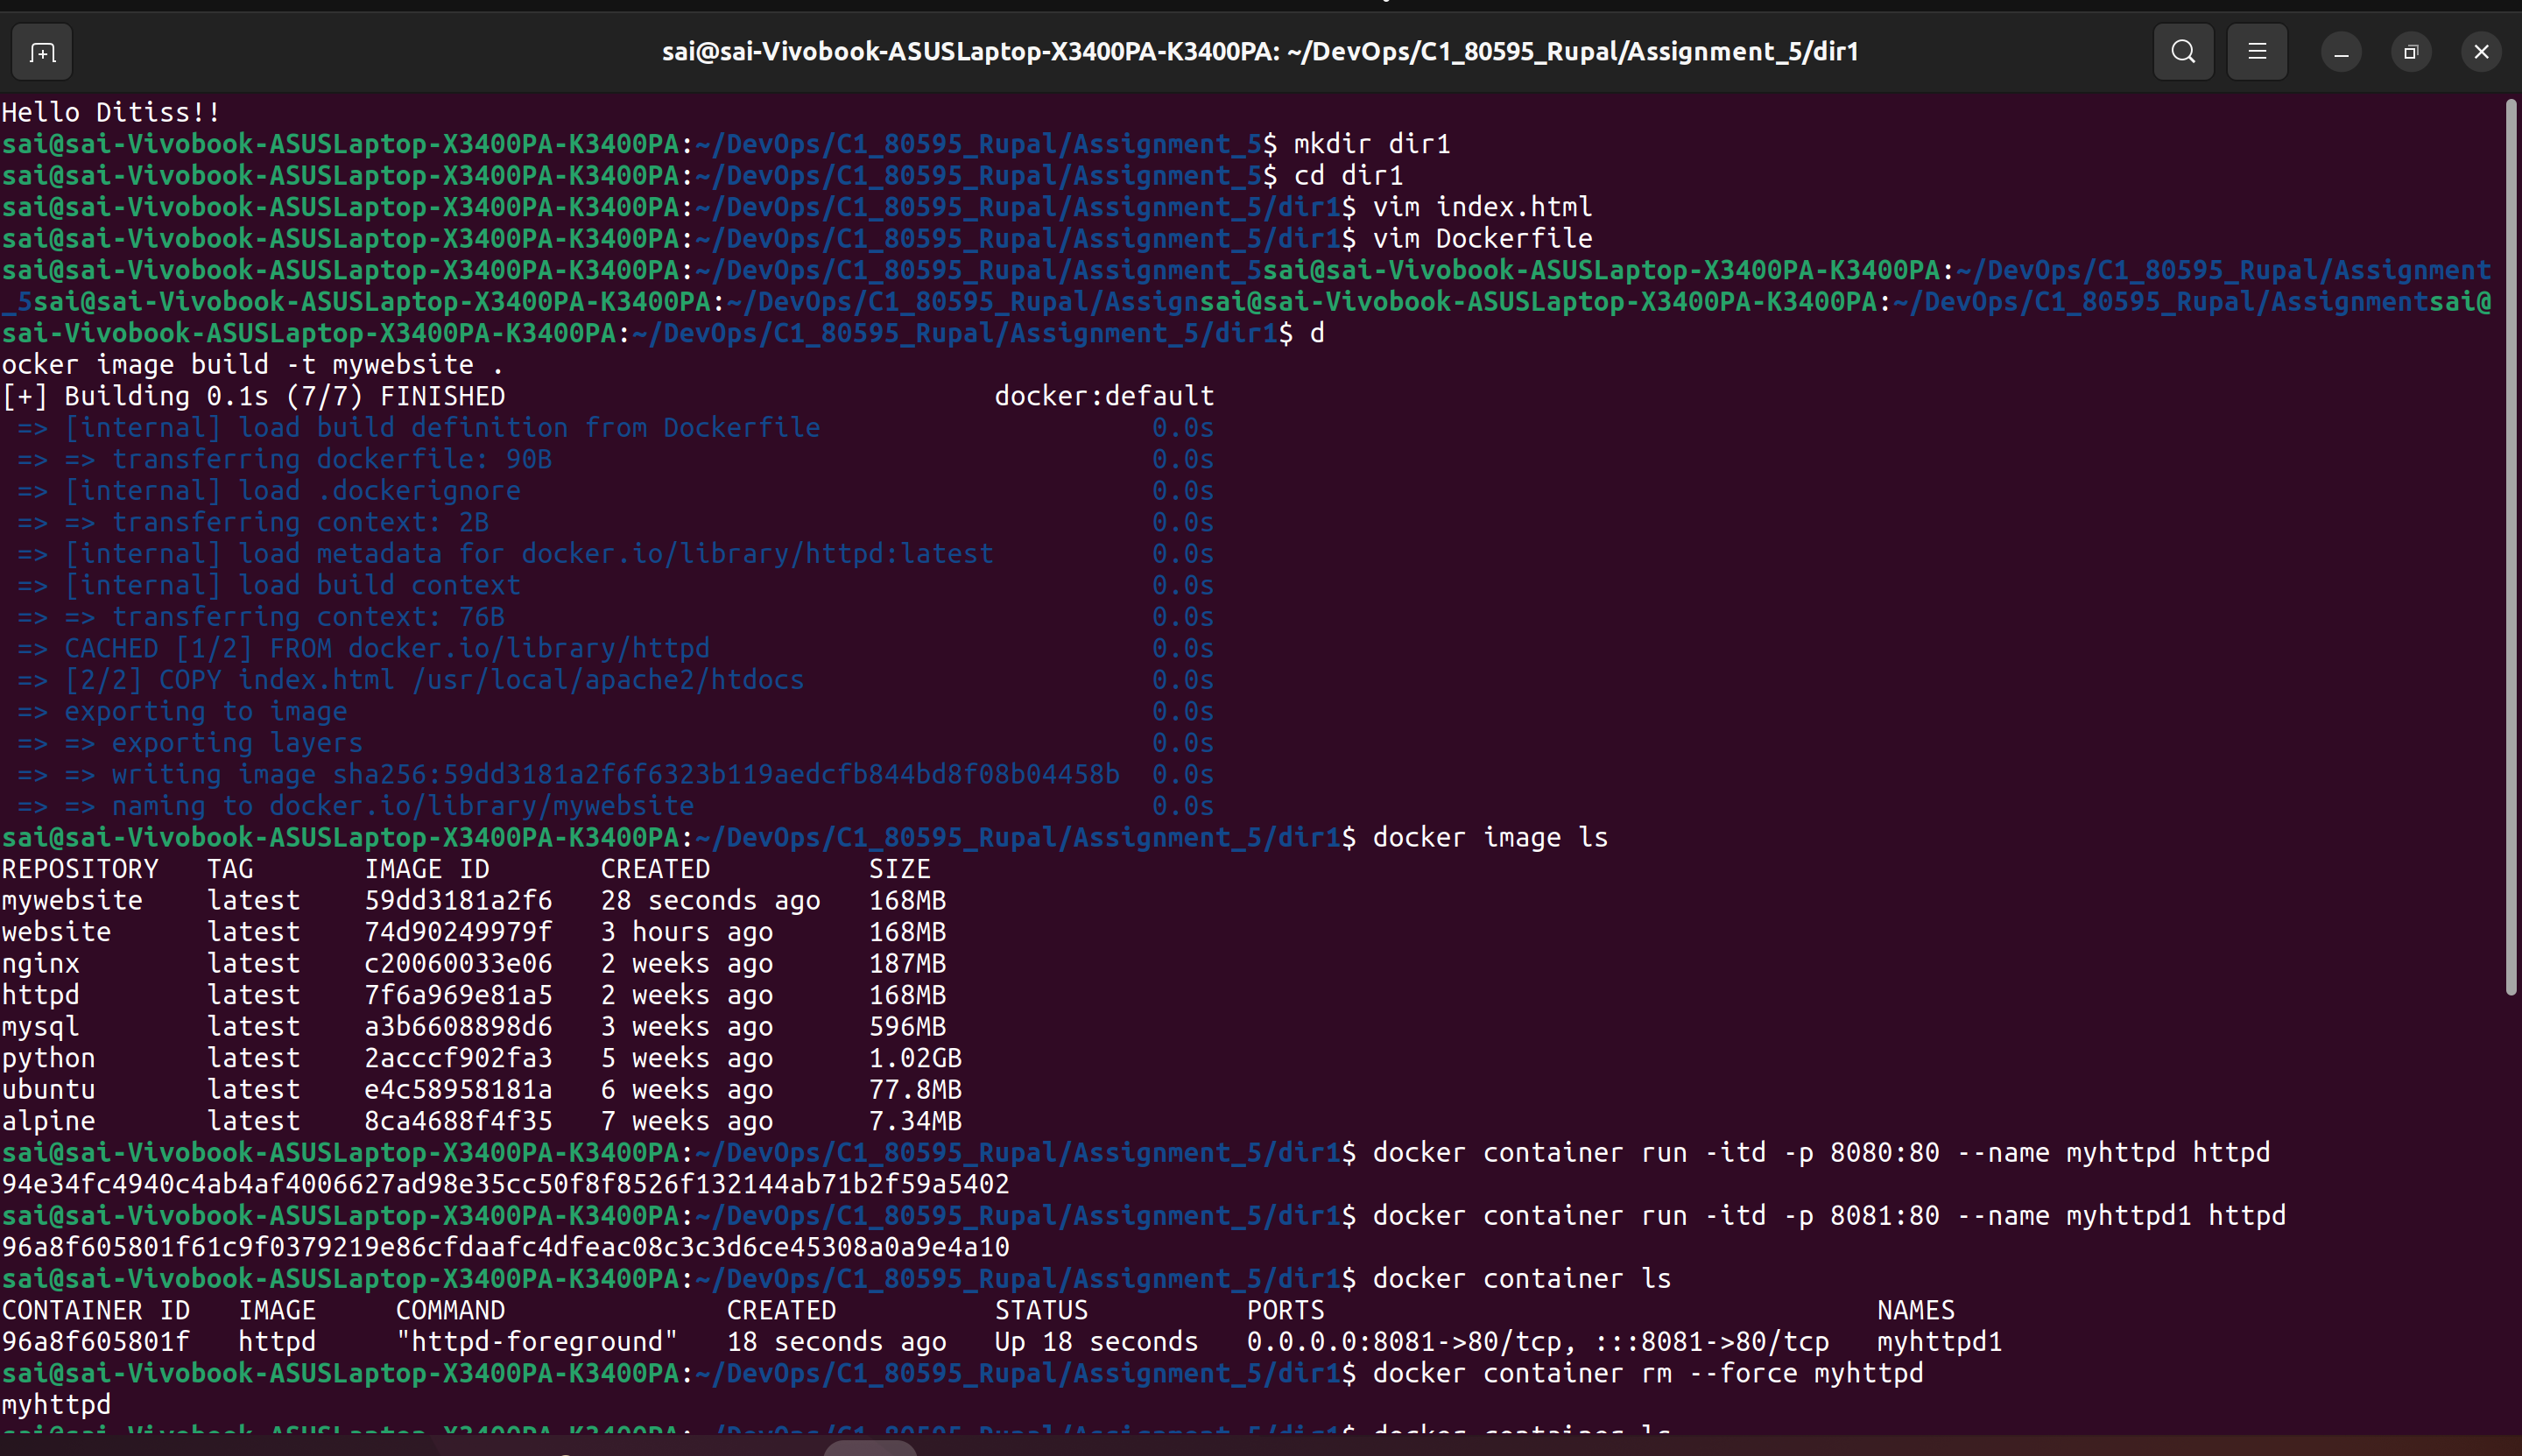 sai@sai-Vivobook-ASUSLaptop-X3400PA-K3400PA: ~/DevOps/C1_80595_Rupal/Assignment_5/dir1
Hello Ditiss!!
sai@sai-Vivobook-ASUSLaptop-X3400PA-K3400PA:~/DevOps/C1_80595_Rupal/Assignment_5$ mkdir dir1
sai@sai-Vivobook-ASUSLaptop-X3400PA-K3400PA:~/DevOps/C1_80595_Rupal/Assignment_5$ cd dir1
sai@sai-Vivobook-ASUSLaptop-X3400PA-K3400PA:~/DevOps/C1_80595_Rupal/Assignment_5/dir1$ vim index.html
sai@sai-Vivobook-ASUSLaptop-X3400PA-K3400PA:~/DevOps/C1_80595_Rupal/Assignment_5/dir1$ vim Dockerfile
sai@sai-Vivobook-ASUSLaptop-X3400PA-K3400PA:~/DevOps/C1_80595_Rupal/Assignment_5sai@sai-Vivobook-ASUSLaptop-X3400PA-K3400PA:~/DevOps/C1_80595_Rupal/Assignment
_5sai@sai-Vivobook-ASUSLaptop-X3400PA-K3400PA:~/DevOps/C1_80595_Rupal/Assignsai@sai-Vivobook-ASUSLaptop-X3400PA-K3400PA:~/DevOps/C1_80595_Rupal/Assignmentsai@
sai-Vivobook-ASUSLaptop-X3400PA-K3400PA:~/DevOps/C1_80595_Rupal/Assignment_5/dir1$ d
ocker image build -t mywebsite .
[+] Building 0.1s (7/7) FINISHED docker:default
=> [internal] load build definition from Dockerfile 0.0s
=> => transferring dockerfile: 90B 0.0s
=> [internal] load .dockerignore 0.0s
=> => transferring context: 2B 0.0s
=> [internal] load metadata for docker.io/library/httpd:latest 0.0s
=> [internal] load build context 0.0s
=> => transferring context: 76B 0.0s
=> CACHED [1/2] FROM docker.io/library/httpd 0.0s
=> [2/2] COPY index.html /usr/local/apache2/htdocs 0.0s
=> exporting to image 0.0s
=> => exporting layers 0.0s
=> => writing image sha256:59dd3181a2f6f6323b119aedcfb844bd8f08b04458b 0.0s
=> => naming to docker.io/library/mywebsite 0.0s
sai@sai-Vivobook-ASUSLaptop-X3400PA-K3400PA:~/DevOps/C1_80595_Rupal/Assignment_5/dir1$ docker image ls
REPOSITORY TAG IMAGE ID CREATED SIZE
mywebsite latest 59dd3181a2f6 28 seconds ago 168MB
website latest 74d90249979f 3 hours ago 168MB
nginx latest c20060033e06 2 weeks ago 187MB
httpd latest 7f6a969e81a5 2 weeks ago 168MB
mysql latest a3b6608898d6 3 weeks ago 596MB
python latest 2acccf902fa3 5 weeks ago 1.02GB
ubuntu latest e4c58958181a 6 weeks ago 77.8MB
alpine latest 8ca4688f4f35 7 weeks ago 7.34MB
sai@sai-Vivobook-ASUSLaptop-X3400PA-K3400PA:~/DevOps/C1_80595_Rupal/Assignment_5/dir1$ docker container run -itd -p 8080:80 --name myhttpd httpd
94e34fc4940c4ab4af4006627ad98e35cc50f8f8526f132144ab71b2f59a5402
sai@sai-Vivobook-ASUSLaptop-X3400PA-K3400PA:~/DevOps/C1_80595_Rupal/Assignment_5/dir1$ docker container run -itd -p 8081:80 --name myhttpd1 httpd
96a8f605801f61c9f0379219e86cfdaafc4dfeac08c3c3d6ce45308a0a9e4a10
sai@sai-Vivobook-ASUSLaptop-X3400PA-K3400PA:~/DevOps/C1_80595_Rupal/Assignment_5/dir1$ docker container ls
CONTAINER ID IMAGE COMMAND CREATED STATUS PORTS NAMES
96a8f605801f httpd "httpd-foreground" 18 seconds ago Up 18 seconds 0.0.0.0:8081->80/tcp, :::8081->80/tcp myhttpd1
sai@sai-Vivobook-ASUSLaptop-X3400PA-K3400PA:~/DevOps/C1_80595_Rupal/Assignment_5/dir1$ docker container rm --force myhttpd
myhttpd